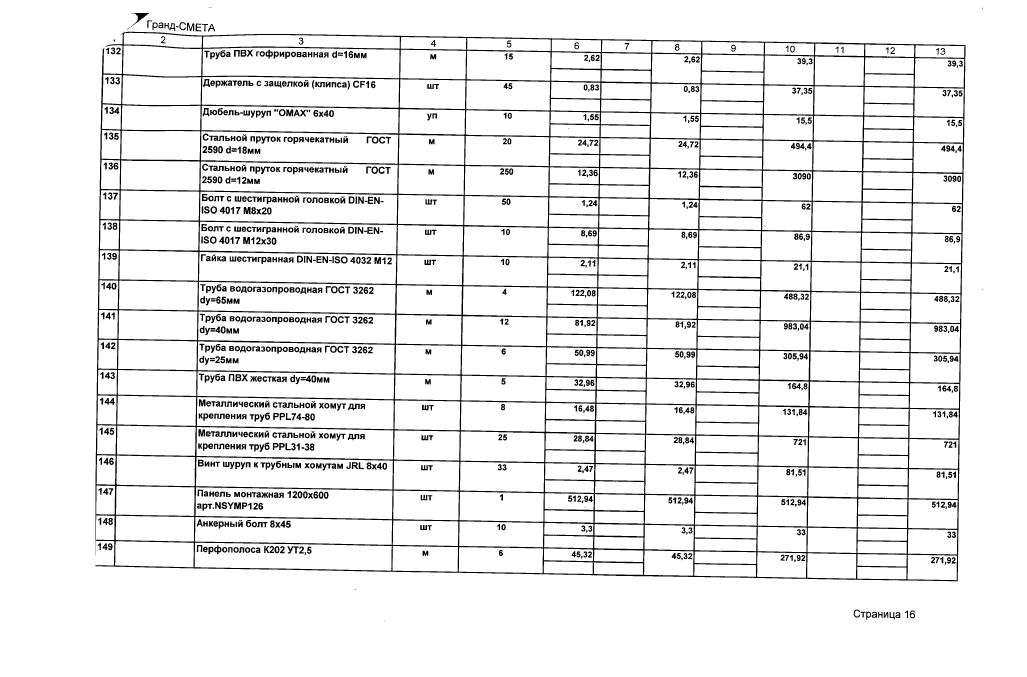 Гранд-СМЕТА
2 3 4 5 6 7 8 9 10 11 12 13
132 Труба ПВХ гофрированная d=16мм м 15 2,62 2,62 39,3 39,3
133 Держатель с защелкой (клипса) CF16 шт 45 0,83 0,83 37,35 37,35
134 Дюбель-шуруп "OMAX" 6x40 уп 10 1,55 1,55 15,5 15,5
135 Стальной пруток горячекатный ГОСТ м 20 24,72 24,72 494,4 494,4
2590 d=18мм
136 Стальной пруток горячекатный ГОСТ м 250 12,36 12,36 3090 3090
2590 d=12мм
137 Болт с шестигранной головкой DIN-EN- шт 50 1,24 1,24 62 62
ISO 4017 M8x20
138 Болт с шестигранной головкой DIN-EN- шт 10 8,69 8,69 86,9 86,9
ISO 4017 M12x30
139 Гайка шестигранная DIN-EN-ISO 4032 M12 шт 10 2,11 2,11 21,1 21,1
140 Труба водогазопроводная ГОСТ 3262 м 4 122,08 122,08 488,32 488,32
dy=65мм
141 Труба водогазопроводная ГОСТ 3262 м 12 81,92 81,92 983,04 983,04
dy=40мм
142 Труба водогазопроводная ГОСТ 3262 м 6 50,99 50,99 305,94 305,94
dy=25мм
143 Труба ПВХ жесткая dy=40мм м 5 32,96 32,96 164,8 164,8
144 Металлический стальной хомут для шт 8 16,48 16,48 131,84 131,84
крепления труб PPL74-80
145 Металлический стальной хомут для шт 25 28,84 28,84 721 721
крепления труб PPL31-38
146 Винт шуруп к трубным хомутам JRL 8x40 шт 33 2,47 2,47 81,51 81,51
147 Панель монтажная 1200x600 шт 1 512,94 512,94 512,94 512,94
арт.NSYMP126
148 Анкерный болт 8x45 шт 10 3,3 3,3 33 33
149 Перфополоса К202 УТ2,5 м 6 45,32 45,32 271,92 271,92
Страница 16